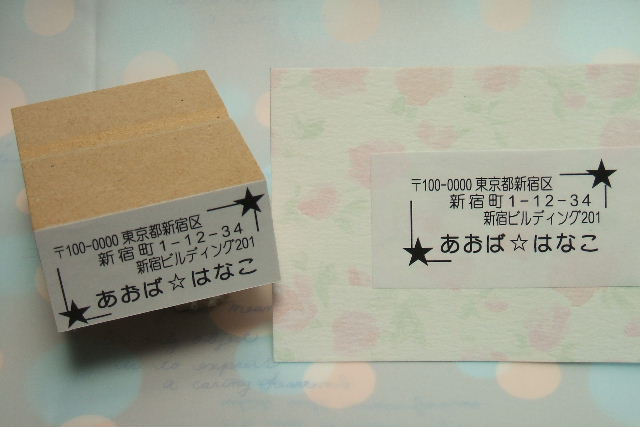 〒100-0000 東京都新宿区
新宿町1-12-34
新宿ビルディング201
あおば☆はなこ
〒100-0000 東京都新宿区
新宿町1-12-34
新宿ビルディング201
あおば☆はなこ
to express
a caring